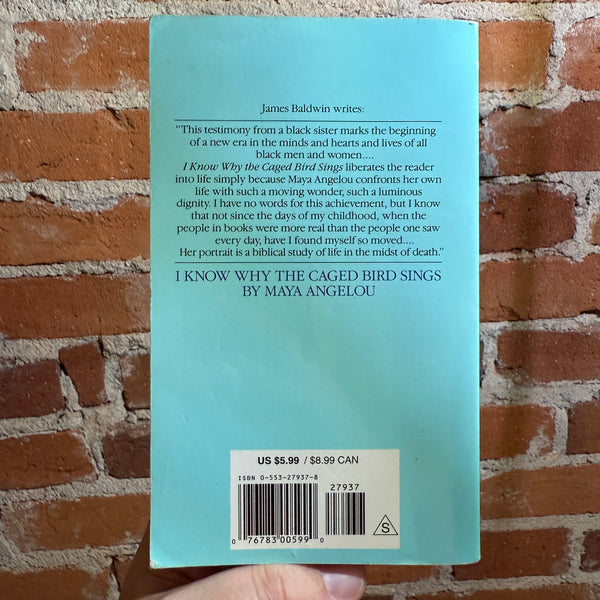 James Baldwin writes:
“This testimony from a black sister marks the beginning
of a new era in the minds and hearts and lives of all
black men and women....
I Know Why the Caged Bird Sings liberates the reader
into life simply because Maya Angelou confronts her own
life with such a moving wonder, such a luminous
dignity. I have no words for this achievement, but I know
that not since the days of my childhood, when the
people in books were more real than the people one saw
every day, have I found myself so moved....
Her portrait is a biblical study of life in the midst of death.”
I KNOW WHY THE CAGED BIRD SINGS
BY MAYA ANGELOU
US $5.99 / $8.99 CAN
ISBN 0-553-27937-8
27937
0 76783 00599 0
S